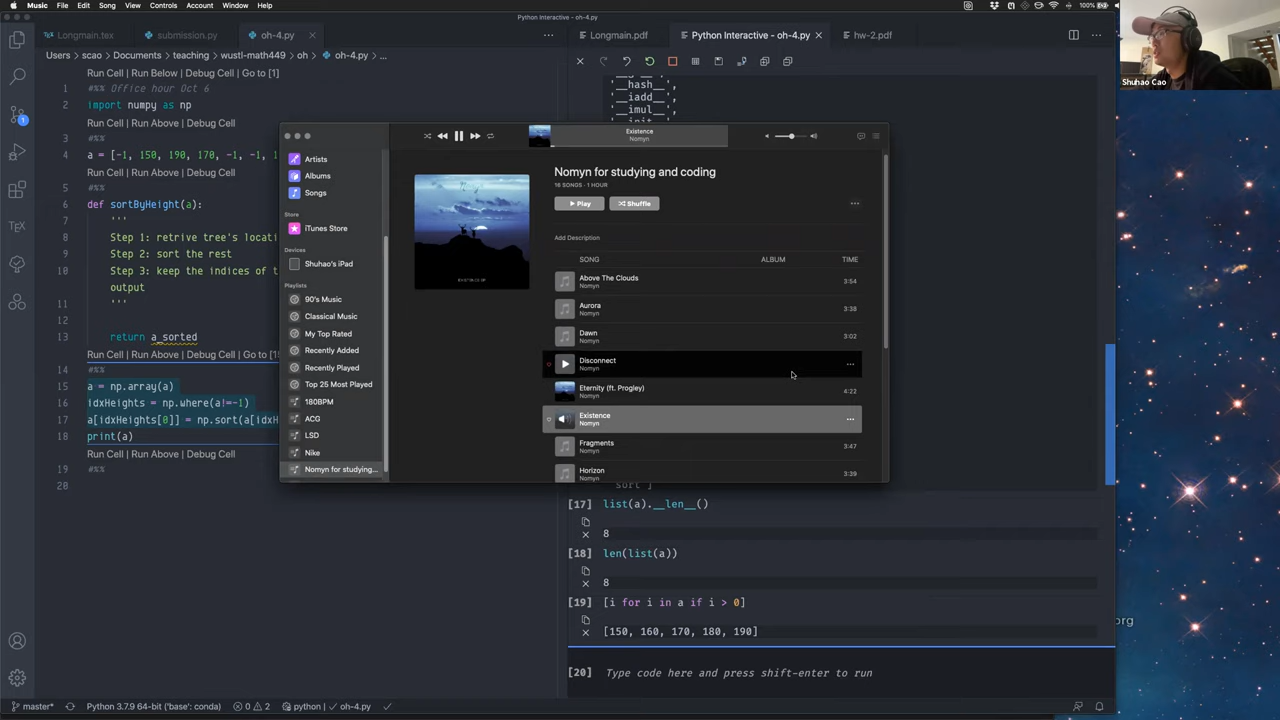 Music File Edit Song View Controls Account Window Help
100%
Python Interactive - oh-4.py
Longmain.tex submission.py oh-4.py
Longmain.pdf Python Interactive - oh-4.py hw-2.pdf
Users > scao > Documents > teaching > wustl-math449 > oh > oh-4.py > ...
Run Cell | Run Below | Debug Cell | Go to [1]
1 #%% Office hour Oct 6
2 import numpy as np
Run Cell | Run Above | Debug Cell
3 #%%
4 a = [-1, 150, 190, 170, -1, -1, 1
Run Cell | Run Above | Debug Cell
5 #%%
6 def sortByHeight(a):
7 '''
8 Step 1: retrive tree's locati
9 Step 2: sort the rest
10 Step 3: keep the indices of t
output
11 '''
12
13 return a_sorted
Run Cell | Run Above | Debug Cell | Go to [15
14 #%%
15 a = np.array(a)
16 idxHeights = np.where(a!=-1)
17 a[idxHeights[0]] = np.sort(a[idxH
18 print(a)
Run Cell | Run Above | Debug Cell
19 #%%
20
'__hash__',
'__iadd__',
'__imul__',
Existence
Nomyn
Artists
Albums
Songs
Store
iTunes Store
Devices
Shuhao's iPad
Playlists
90's Music
Classical Music
My Top Rated
Recently Added
Recently Played
Top 25 Most Played
180BPM
ACG
LSD
Nike
Nomyn for studying...
Nomyn for studying and coding
16 SONGS · 1 HOUR
Play Shuffle
Add Description
SONG ALBUM TIME
Above The Clouds
Nomyn
3:54
Aurora
Nomyn
3:38
Dawn
Nomyn
3:02
Disconnect
Nomyn
Eternity (ft. Progley)
Nomyn
4:22
Existence
Nomyn
Fragments
Nomyn
3:47
Horizon
Nomyn
3:39
sort']
[17] list(a).__len__()
8
[18] len(list(a))
8
[19] [i for i in a if i > 0]
[150, 160, 170, 180, 190]
[20] Type code here and press shift-enter to run
master* Python 3.7.9 64-bit ('base': conda) 0 2 python | oh-4.py
Shuhao Cao
org